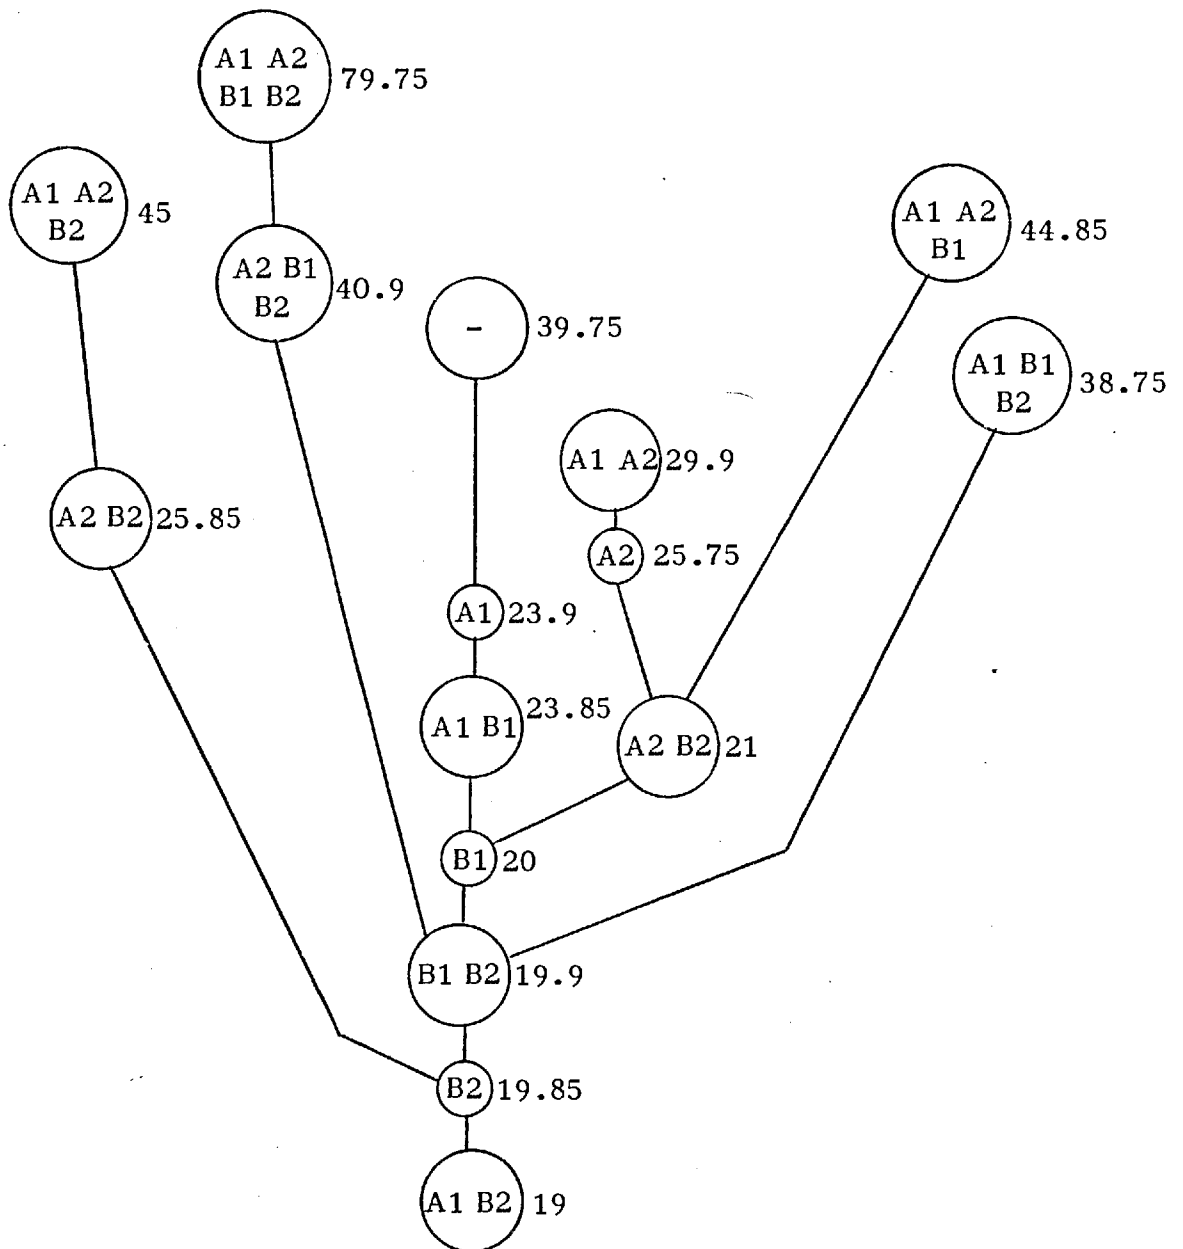 A1 A2
B1 B2
79.75
A1 A2
B2
45
A1 A2
B1
44.85
A2 B1
B2
40.9
-
39.75
A1 B1
B2
38.75
A1 A2
29.9
A2 B2
25.85
A2
25.75
A1
23.9
A1 B1
23.85
A2 B2
21
B1
20
B1 B2
19.9
B2
19.85
A1 B2
19